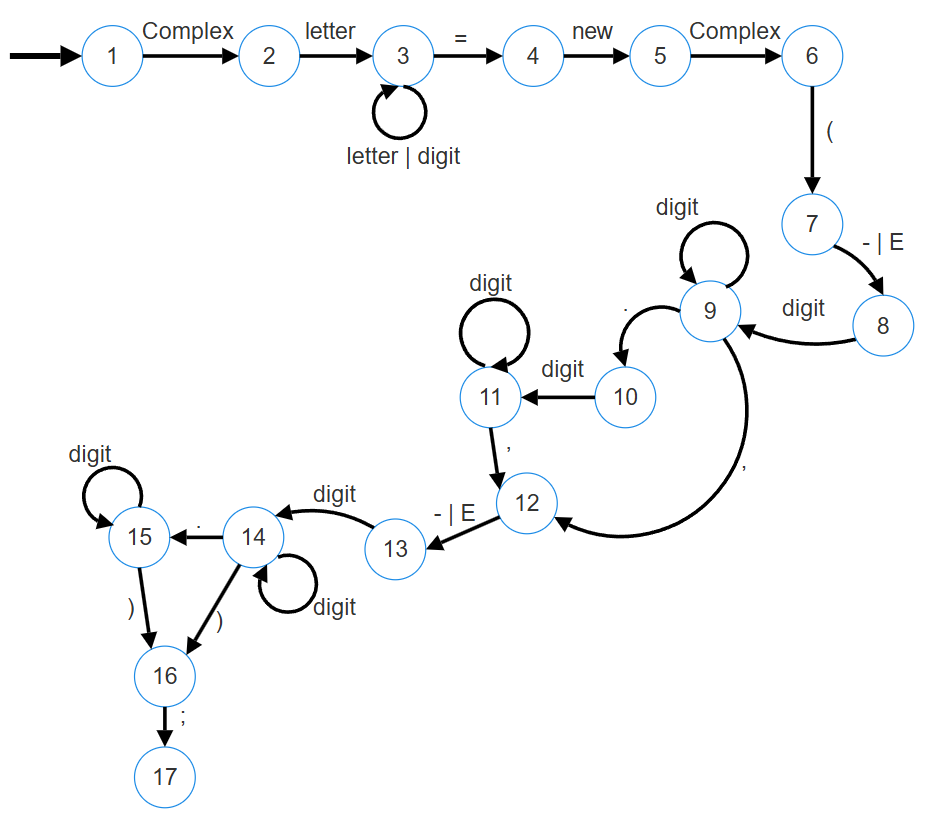 Complex letter = new Complex
1 2 3 4 5 6
letter | digit
(
digit
7
- | E
digit
.
9
digit
8
digit
11
10
,
,
digit
digit
- | E
12
15
.
14
13
)
)
digit
16
;
17